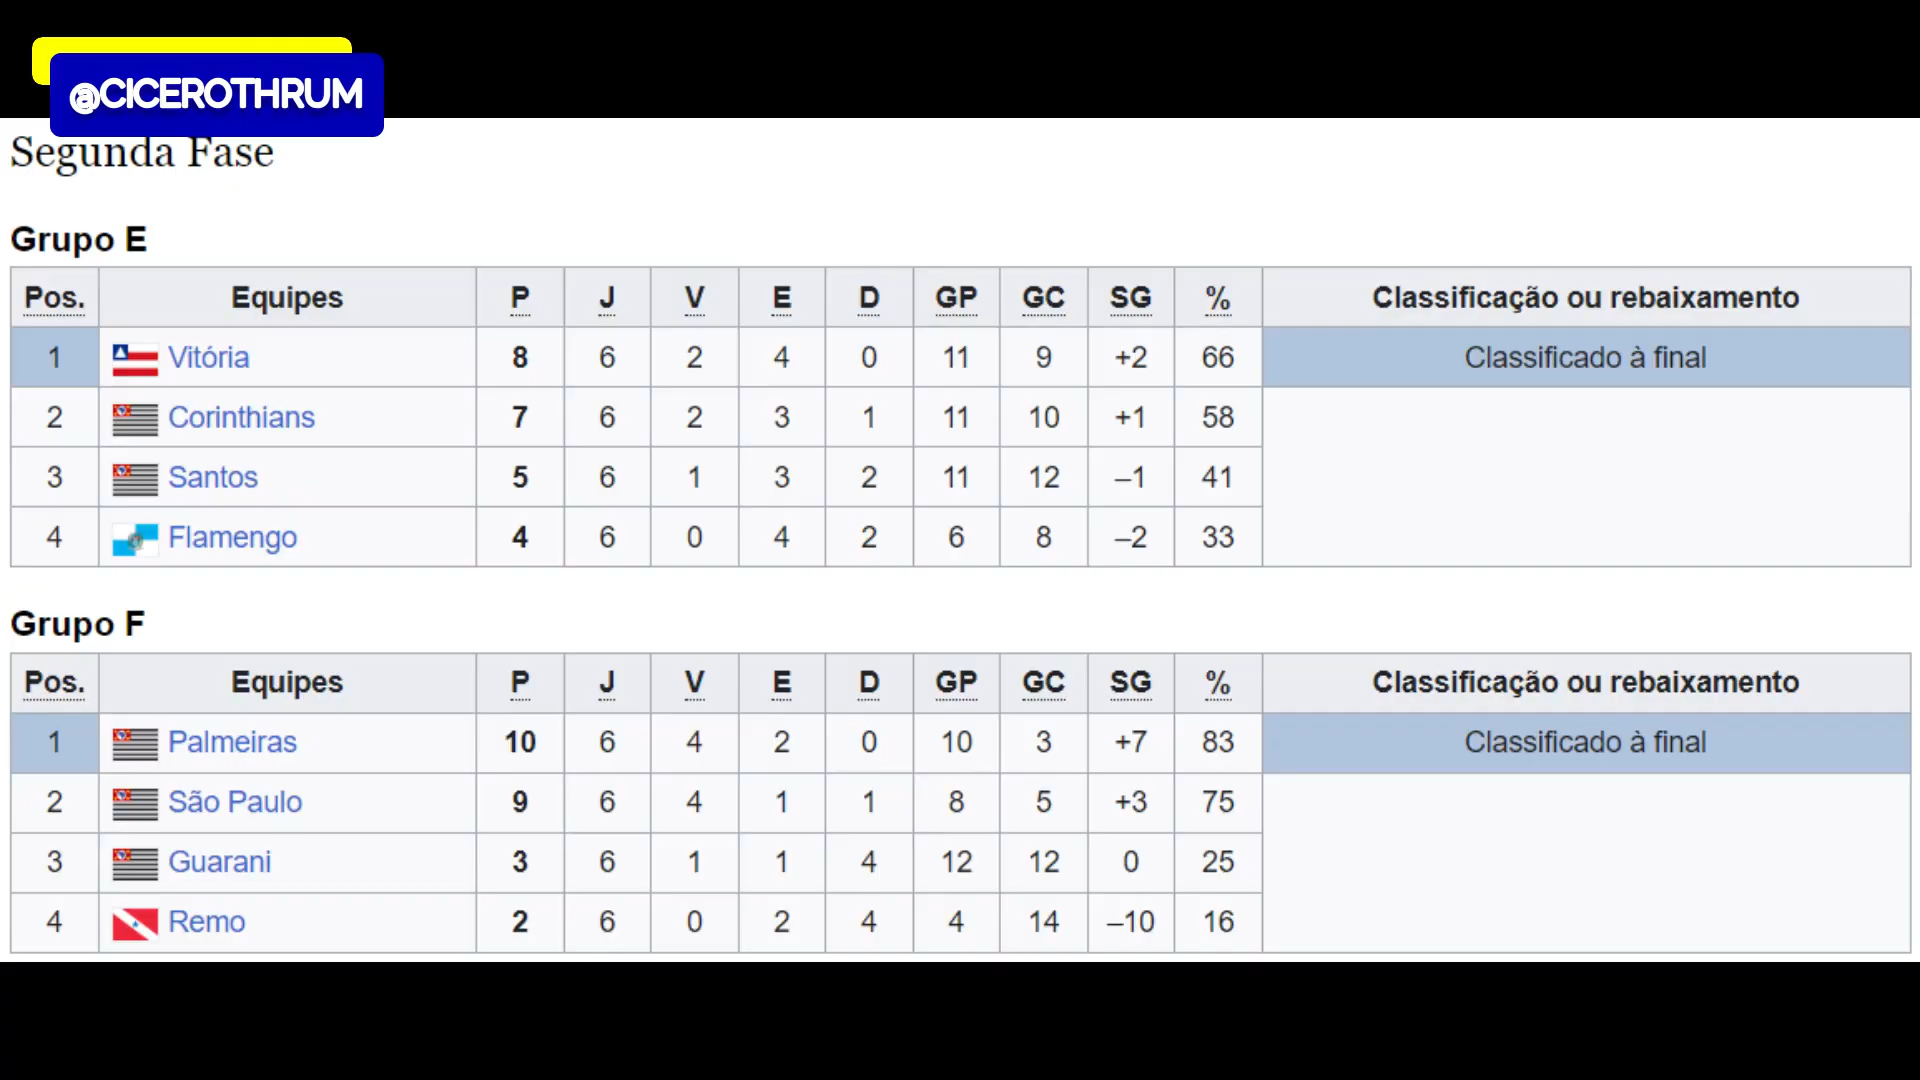 @CICEROTHRUM
Segunda Fase
Grupo E
Pos. Equipes P J V E D GP GC SG % Classificação ou rebaixamento
1 Vitória 8 6 2 4 0 11 9 +2 66 Classificado à final
2 Corinthians 7 6 2 3 1 11 10 +1 58
3 Santos 5 6 1 3 2 11 12 –1 41
4 Flamengo 4 6 0 4 2 6 8 –2 33
Grupo F
Pos. Equipes P J V E D GP GC SG % Classificação ou rebaixamento
1 Palmeiras 10 6 4 2 0 10 3 +7 83 Classificado à final
2 São Paulo 9 6 4 1 1 8 5 +3 75
3 Guarani 3 6 1 1 4 12 12 0 25
4 Remo 2 6 0 2 4 4 14 –10 16